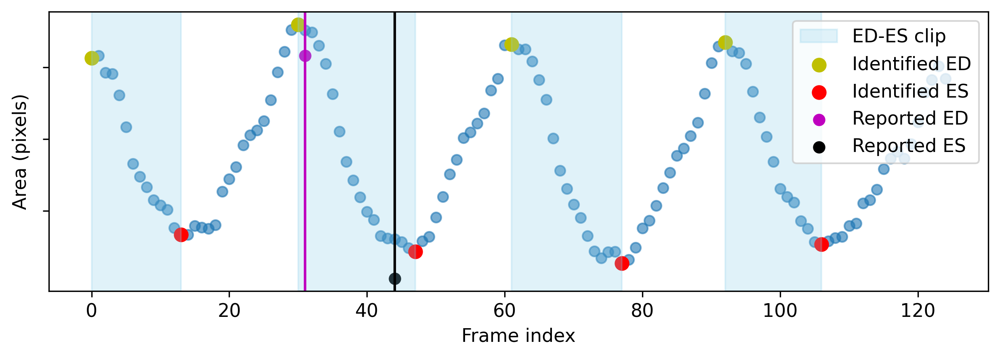 ED-ES clip
Identified ED
Identified ES
Reported ED
Reported ES
Area (pixels)
0 20 40 60 80 100 120
Frame index